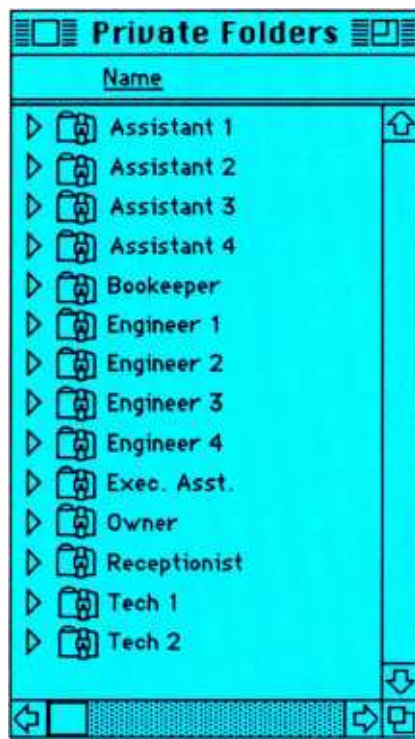 Private Folders
Name
Assistant 1
Assistant 2
Assistant 3
Assistant 4
Bookeeper
Engineer 1
Engineer 2
Engineer 3
Engineer 4
Exec. Asst.
Owner
Receptionist
Tech 1
Tech 2